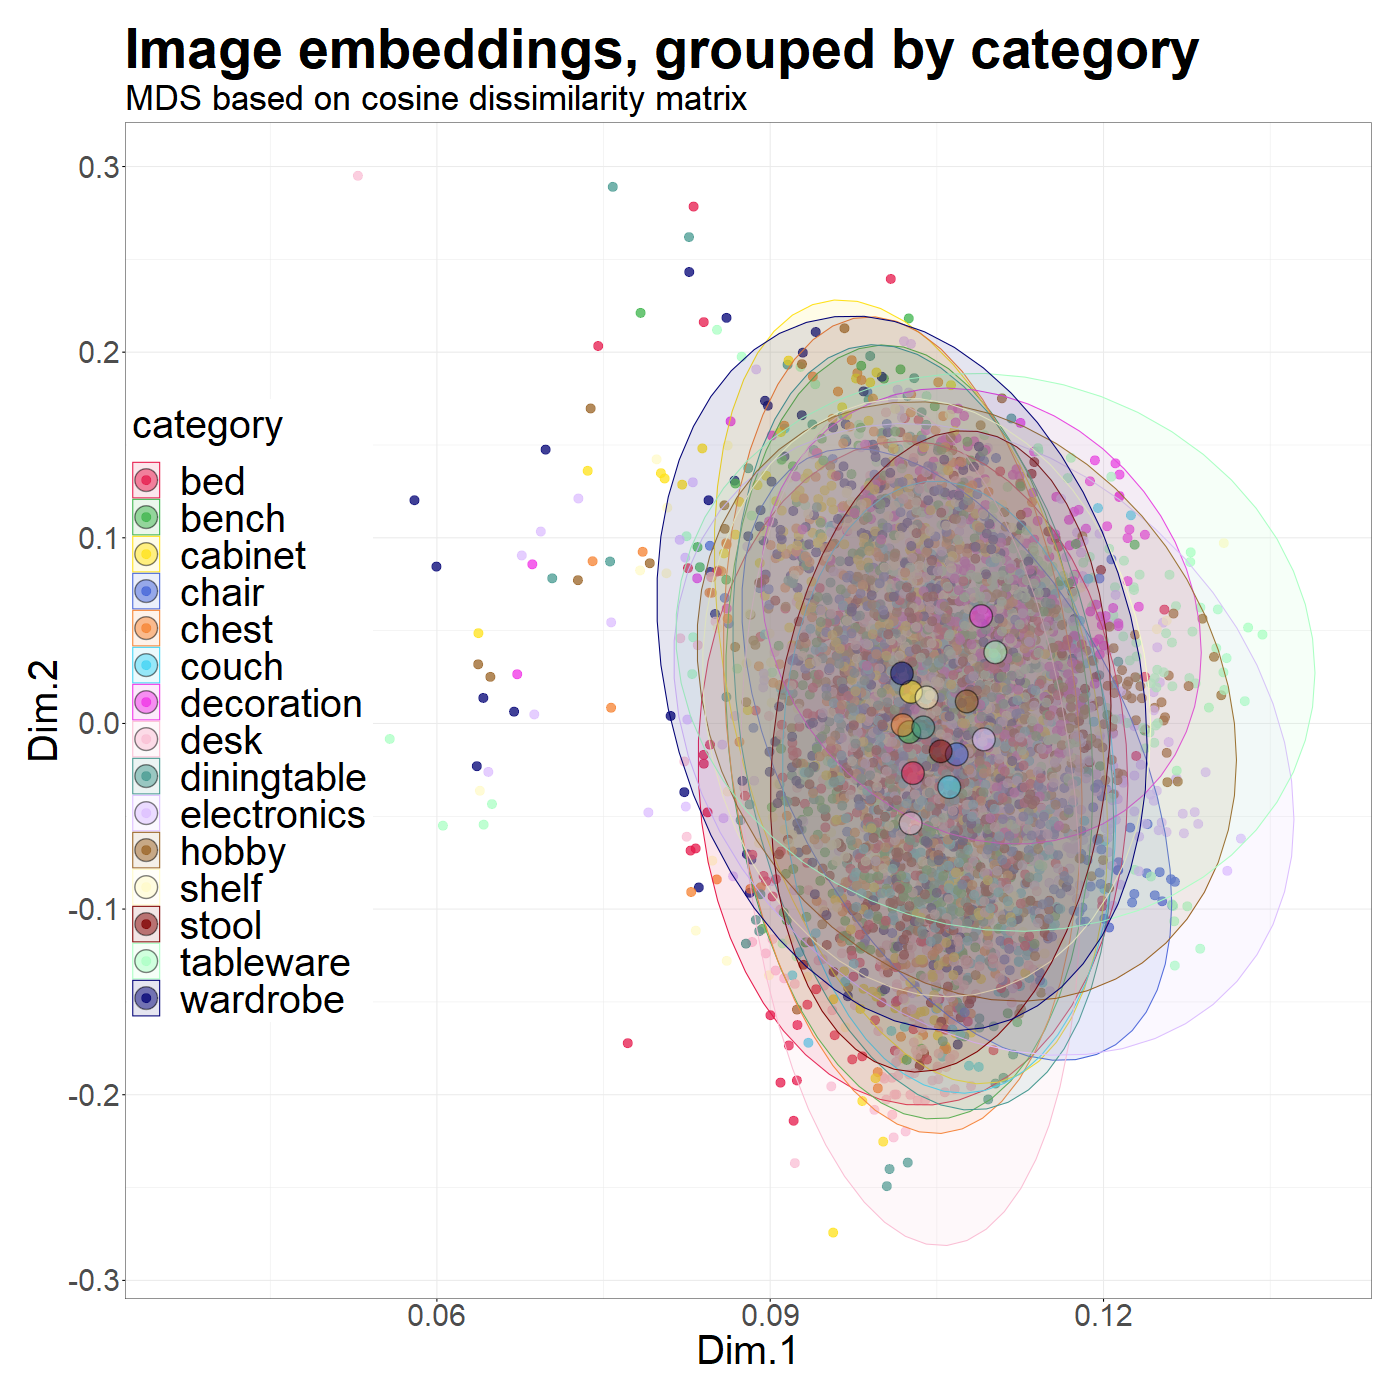 Image embeddings, grouped by category
MDS based on cosine dissimilarity matrix
0.3
0.2
0.1
0.0
-0.1
-0.2
-0.3
Dim.2
category
bed
bench
cabinet
chair
chest
couch
decoration
desk
diningtable
electronics
hobby
shelf
stool
tableware
wardrobe
0.06
0.09
0.12
Dim.1